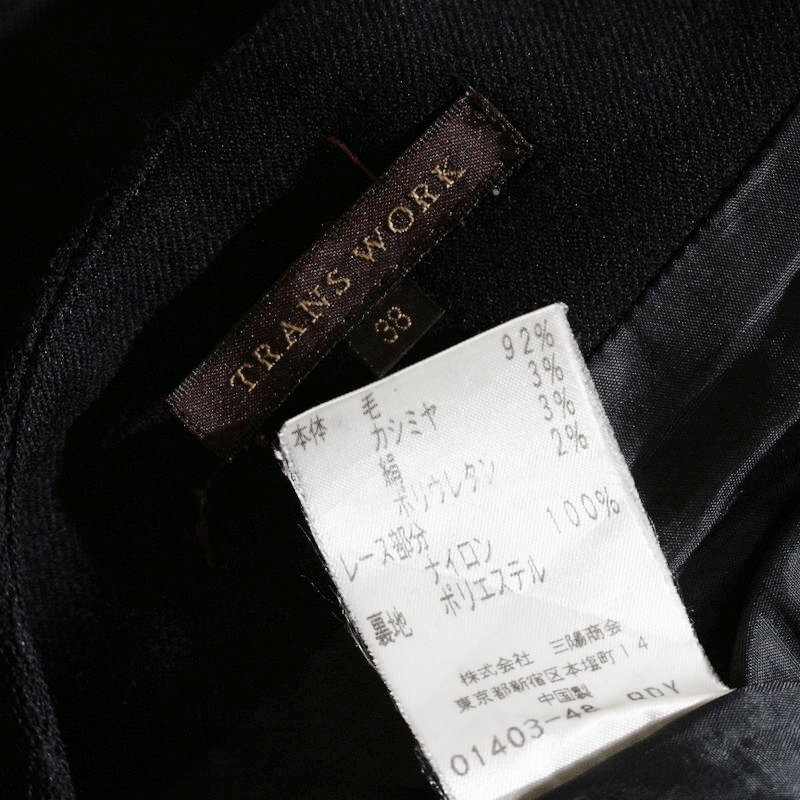 TRANS WORK
38
本体 毛 92%
カシミヤ 3%
絹 3%
ポリウレタン 2%
レース部分
ナイロン 100%
裏地 ポリエステル
株式会社 三陽商会
東京都新宿区本塩町14
中国製
01403-48 BDY